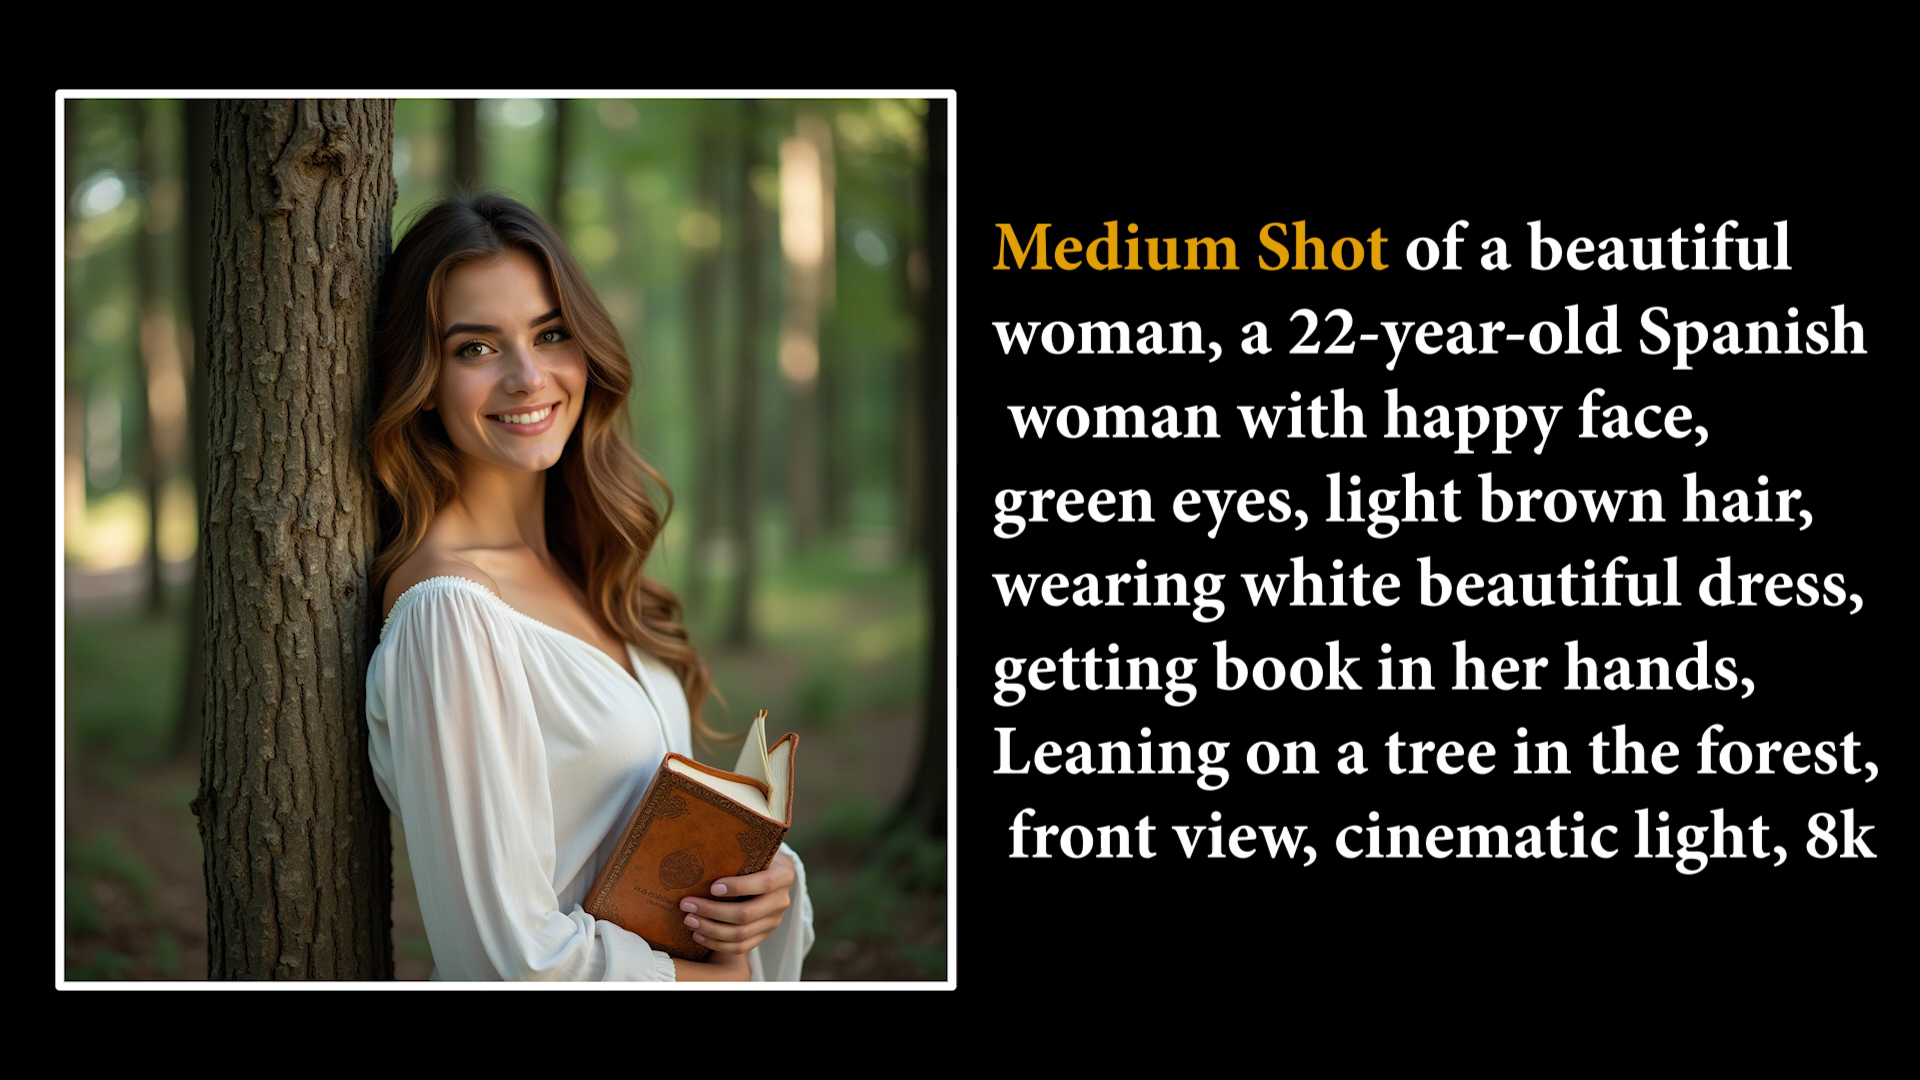 Medium Shot of a beautiful
woman, a 22-year-old Spanish
woman with happy face,
green eyes, light brown hair,
wearing white beautiful dress,
getting book in her hands,
Leaning on a tree in the forest,
front view, cinematic light, 8k